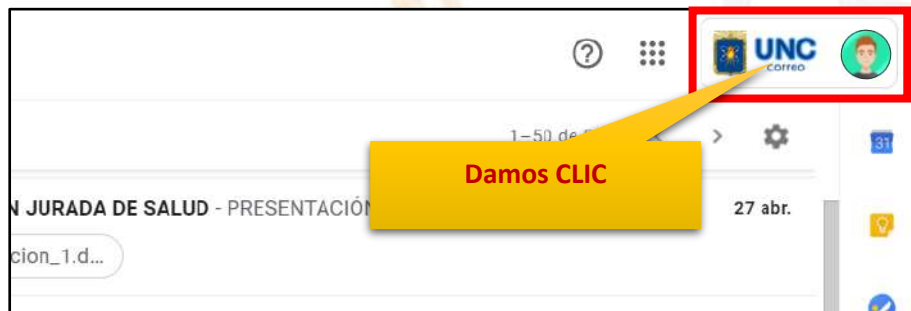 UNC
correo
1–50 de
Damos CLIC
N JURADA DE SALUD - PRESENTACIÓN
27 abr.
cion_1.d...
31